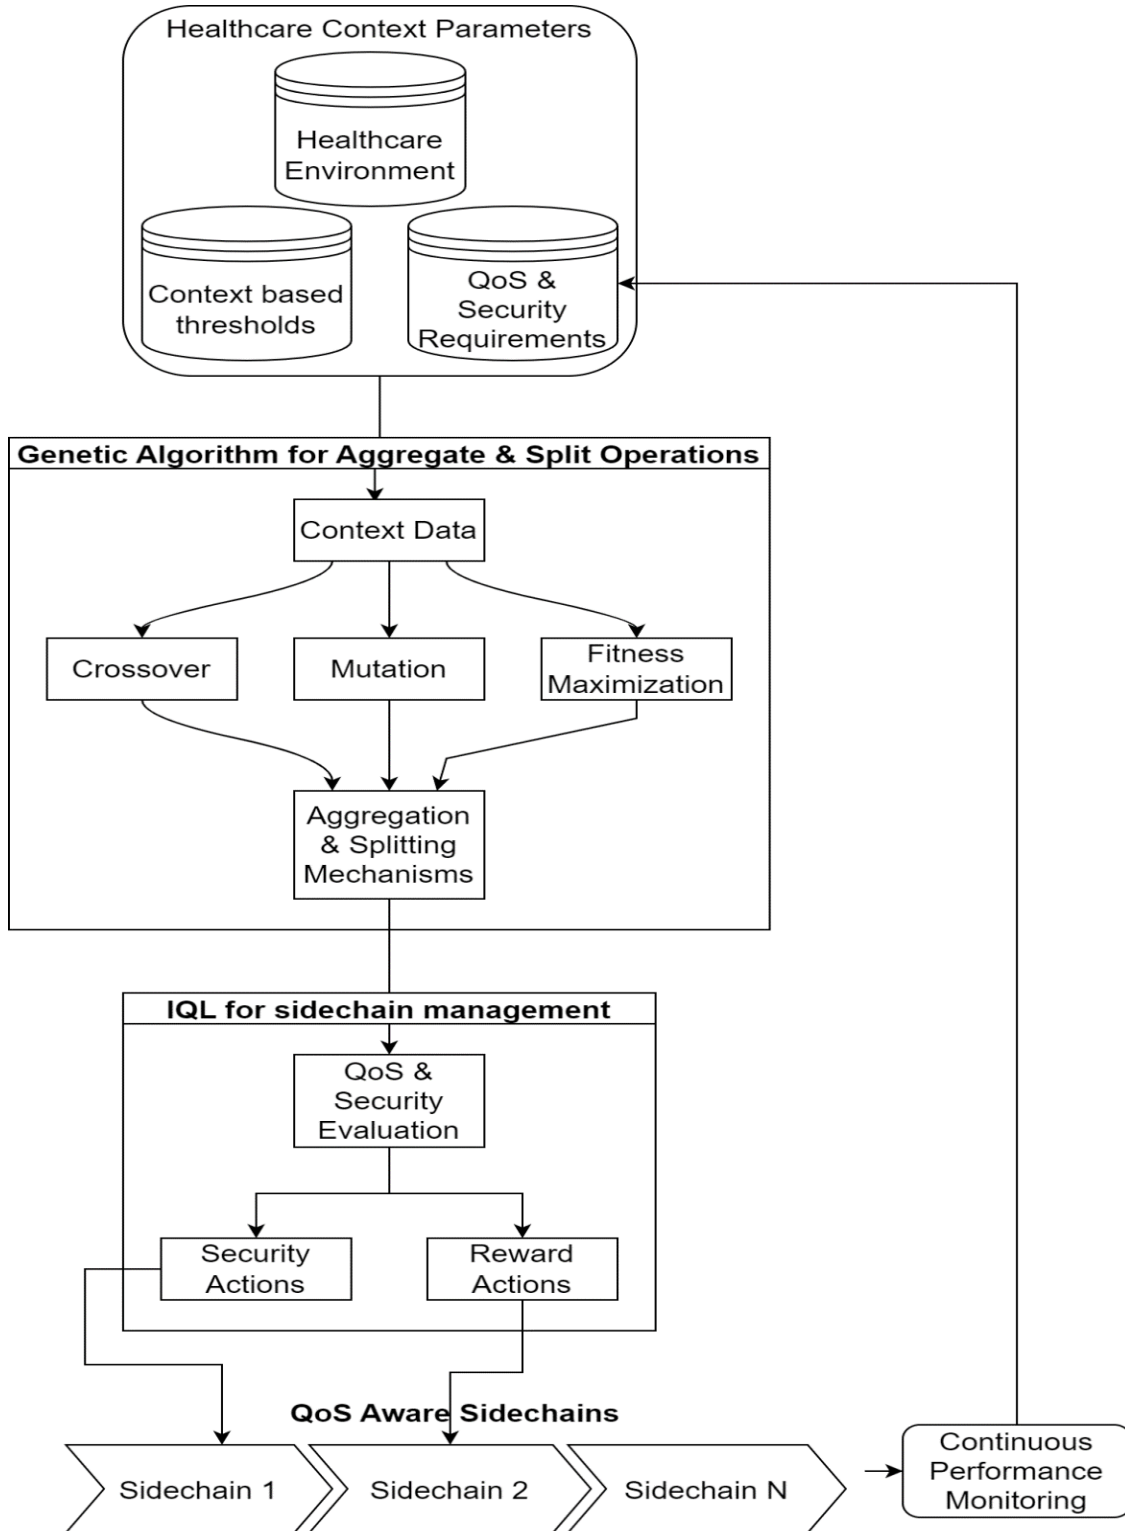 Healthcare Context Parameters
Healthcare
Environment
Context based
thresholds
QoS &
Security
Requirements
Genetic Algorithm for Aggregate & Split Operations
Context Data
Crossover
Mutation
Fitness
Maximization
Aggregation
& Splitting
Mechanisms
IQL for sidechain management
QoS &
Security
Evaluation
Security
Actions
Reward
Actions
QoS Aware Sidechains
Sidechain 1
Sidechain 2
Sidechain N
Continuous
Performance
Monitoring